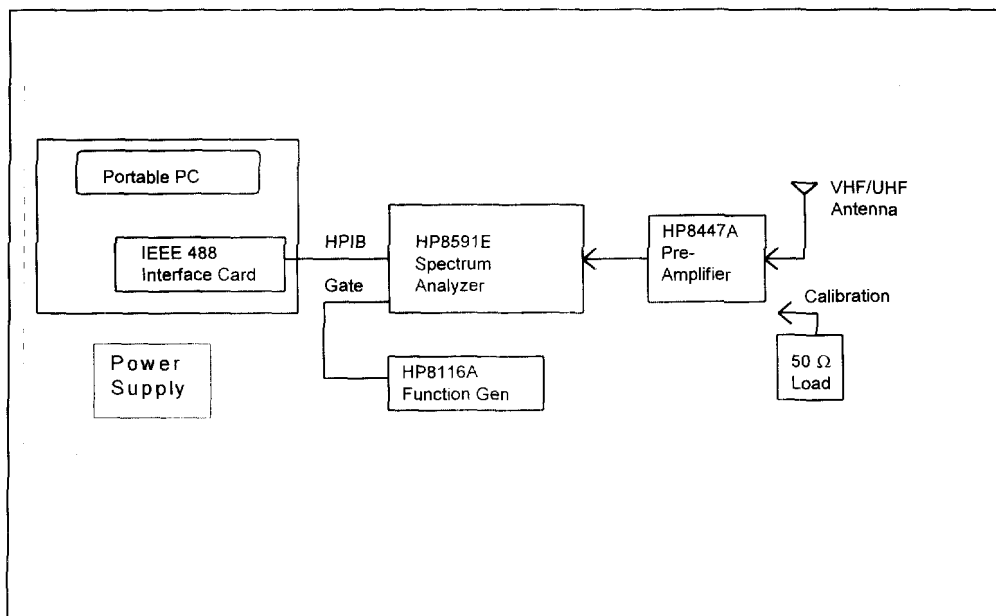 Portable PC
IEEE 488
Interface Card
HPIB
Gate
HP8591E
Spectrum
Analyzer
HP8447A
Pre-
Amplifier
VHF/UHF
Antenna
Calibration
50 Ω
Load
Power
Supply
HP8116A
Function Gen